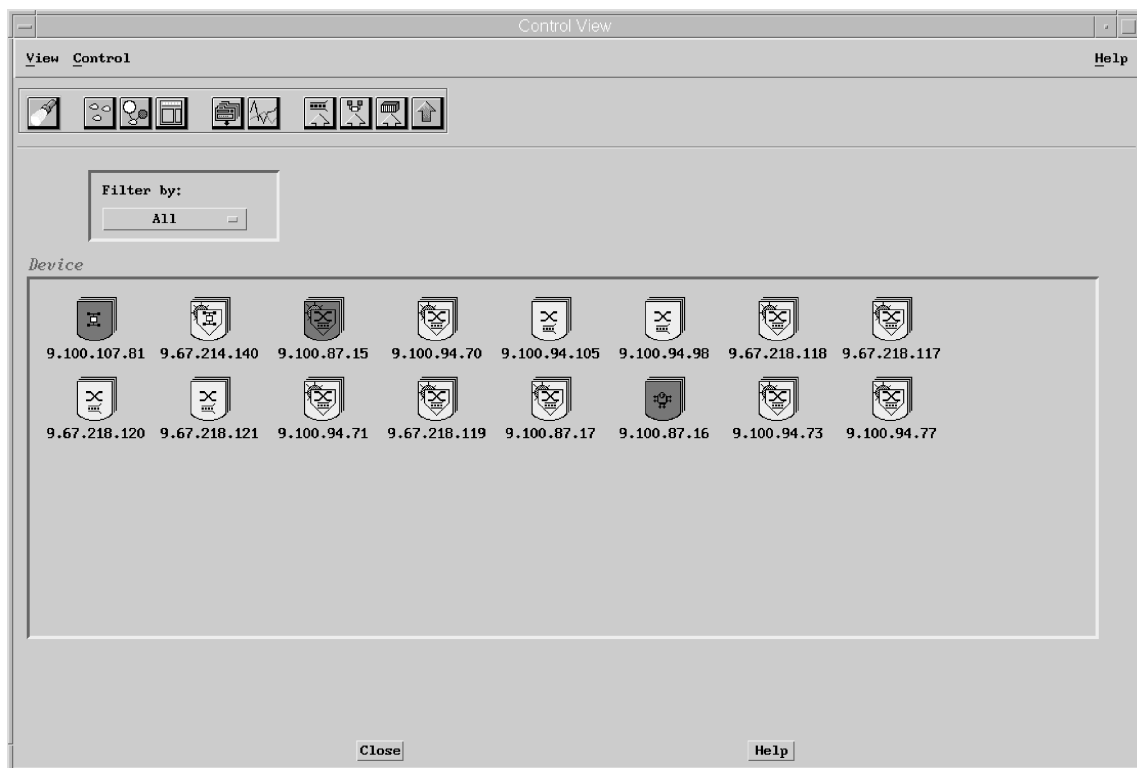 Control View
View Control Help
Filter by:
All
Device
9.100.107.81 9.67.214.140 9.100.87.15 9.100.94.70 9.100.94.105 9.100.94.98 9.67.218.118 9.67.218.117
9.67.218.120 9.67.218.121 9.100.94.71 9.67.218.119 9.100.87.17 9.100.87.16 9.100.94.73 9.100.94.77
Close Help